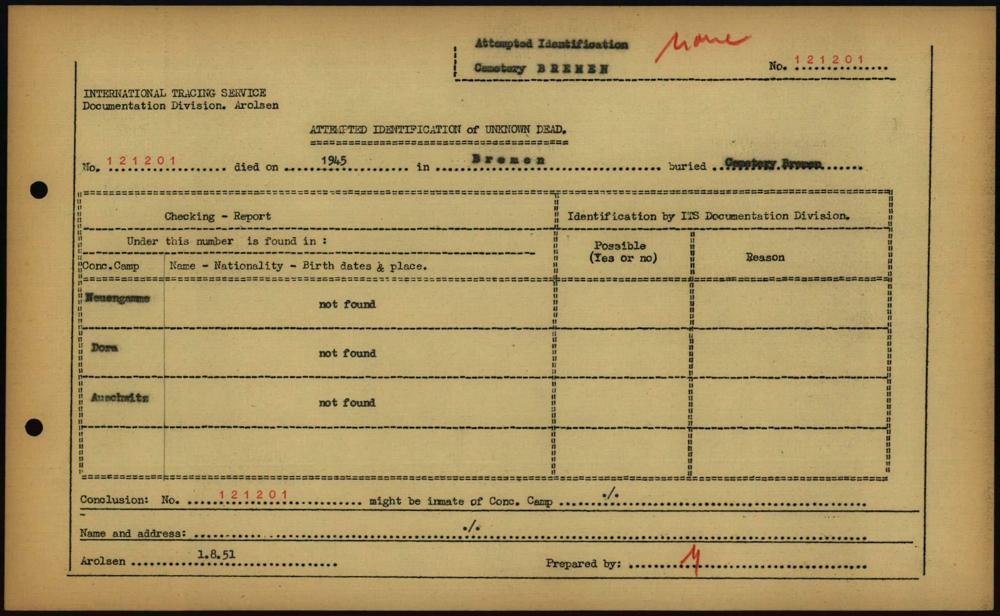 Attempted Identification
none
Cemetery BREMEN
No. 121201
INTERNATIONAL TRACING SERVICE
Documentation Division. Arolsen
ATTEMPTED IDENTIFICATION of UNKNOWN DEAD.
No. 121201 died on 1945 in Bremen buried Cemetery Bremen
Checking - Report
Identification by ITS Documentation Division.
Under this number is found in :
Possible
(Yes or no)
Reason
Conc.Camp Name - Nationality - Birth dates & place.
Neuengamme not found
Dora not found
Auschwitz not found
Conclusion: No. 121201 might be inmate of Conc. Camp ./.
Name and address: ./.
Arolsen 1.8.51
Prepared by: